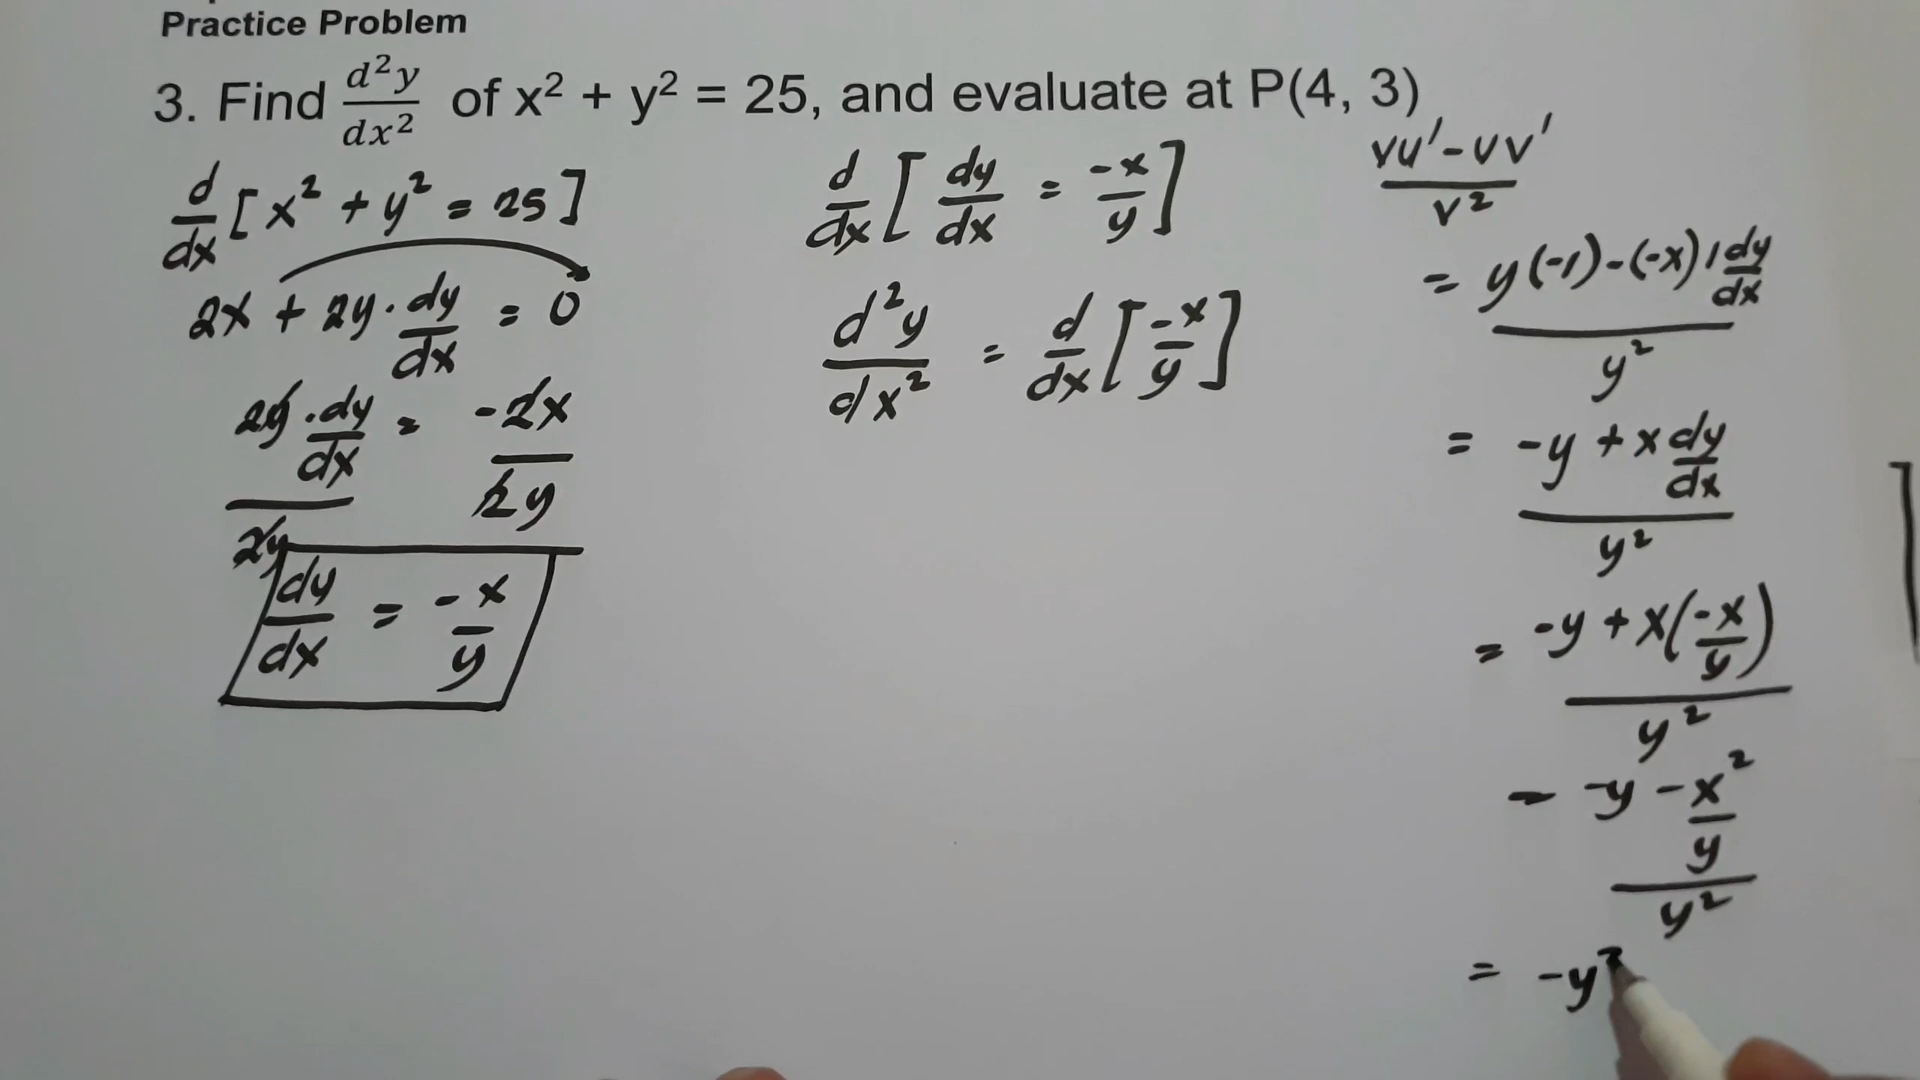 Practice Problem
3. Find d²y/dx² of x² + y² = 25, and evaluate at P(4, 3)
d/dx [x² + y² = 25]
2x + 2y · dy/dx = 0
2y · dy/dx / 2y = -2x / 2y
dy/dx = -x/y
d/dx [dy/dx = -x/y]
d²y/dx² = d/dx [-x/y]
vu' - uv' / v²
= y(-1) - (-x) 1 dy/dx / y²
= -y + x dy/dx / y²
= -y + x(-x/y) / y²
= -y - x²/y / y²
= -y²